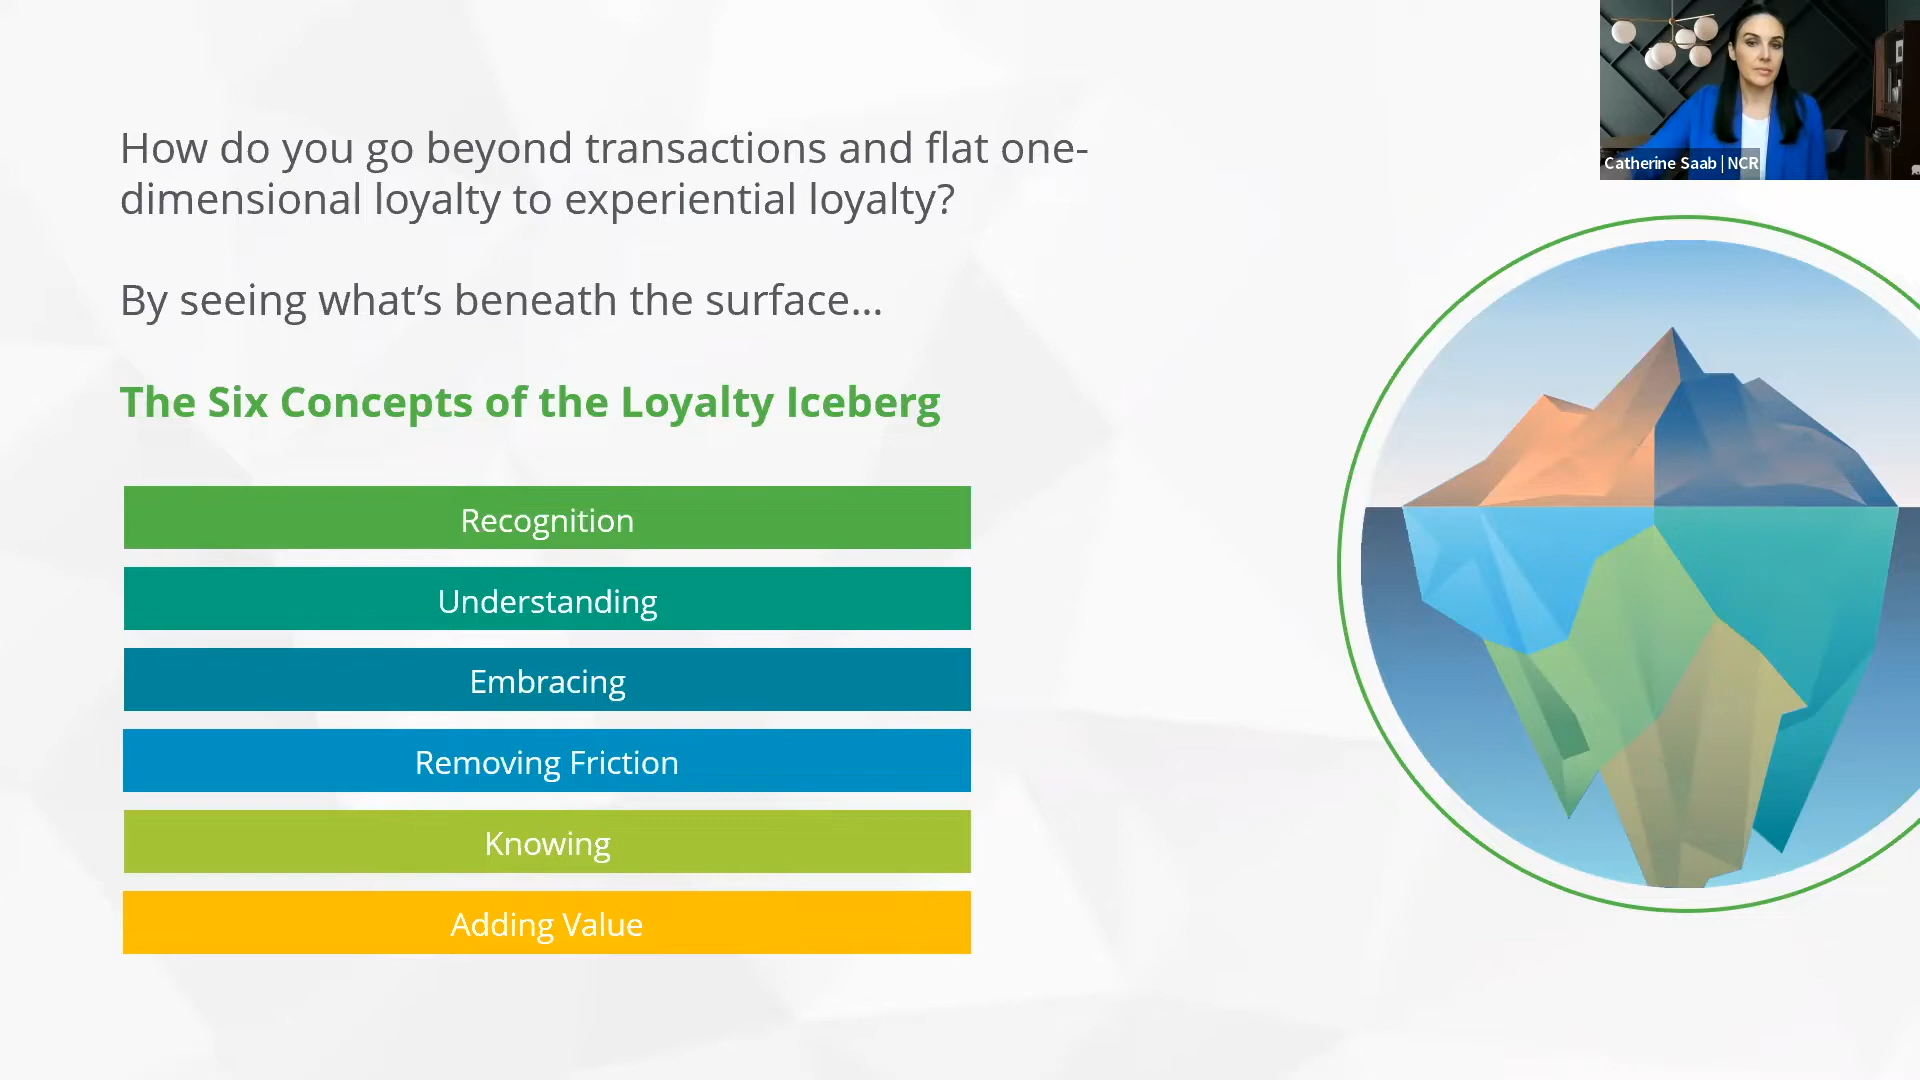 How do you go beyond transactions and flat one-
dimensional loyalty to experiential loyalty?
By seeing what’s beneath the surface...
The Six Concepts of the Loyalty Iceberg
Recognition
Understanding
Embracing
Removing Friction
Knowing
Adding Value
Catherine Saab | NCR